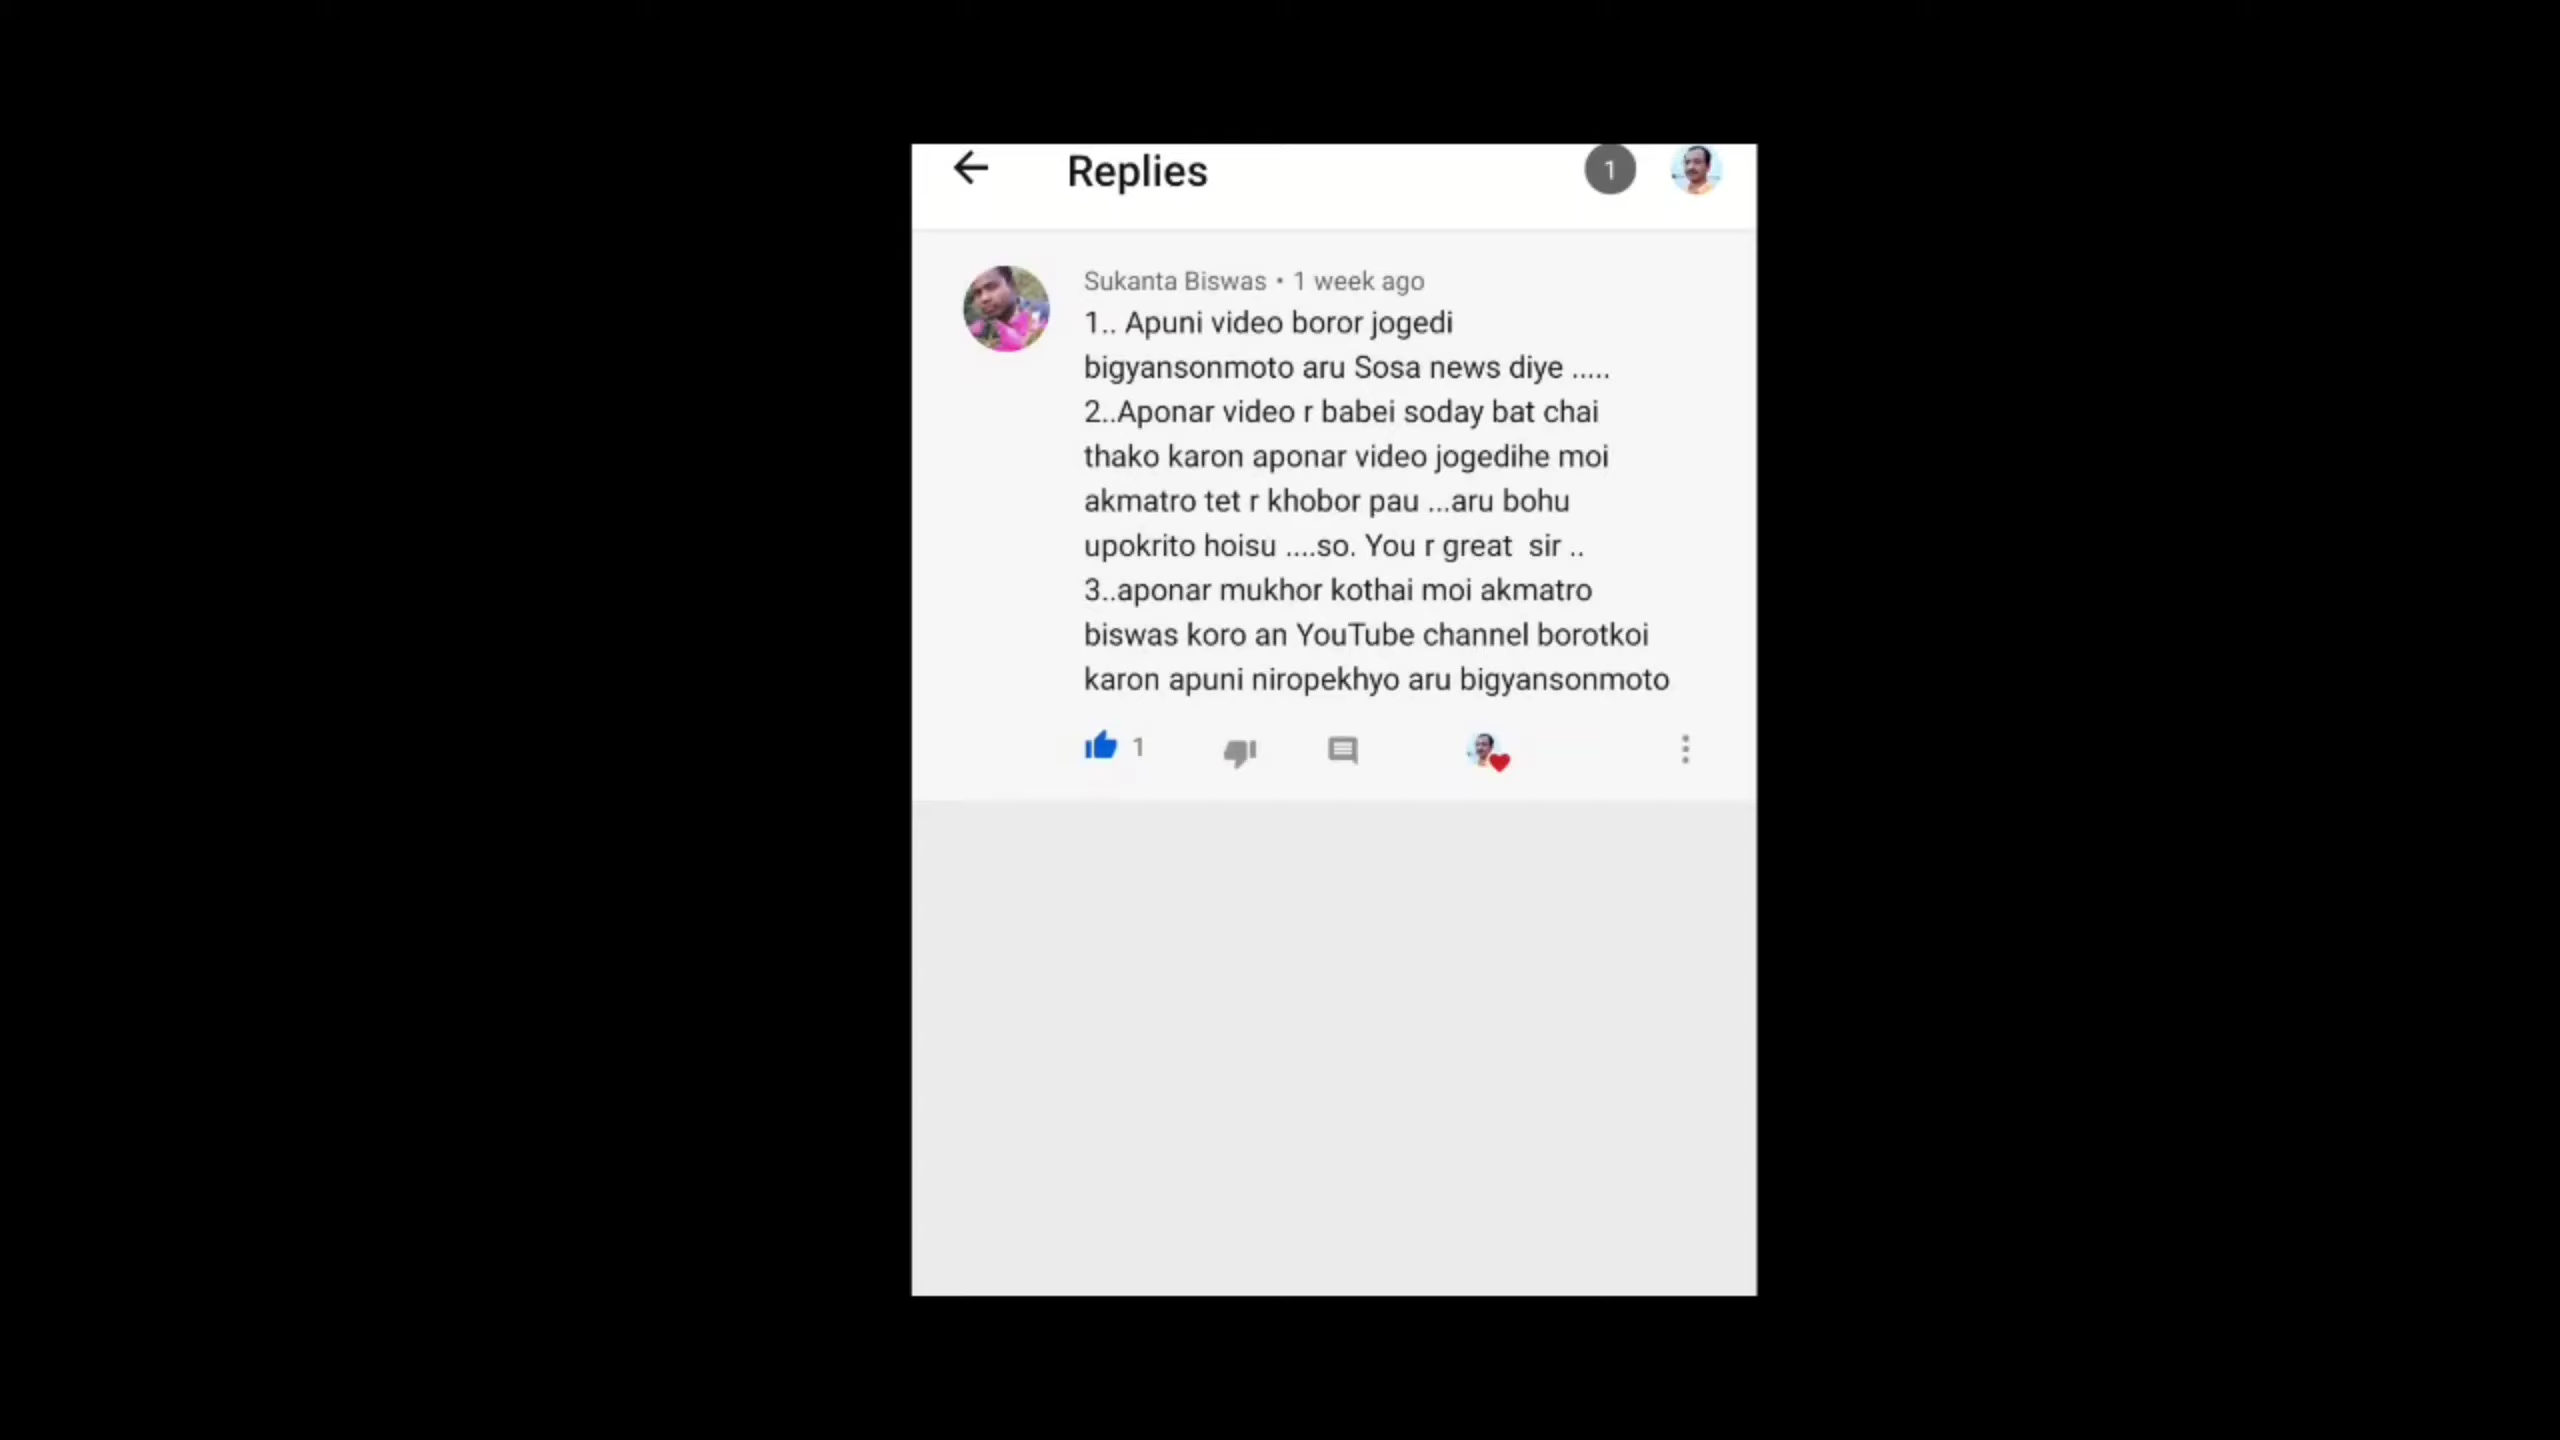 Replies
1
Sukanta Biswas • 1 week ago
1.. Apuni video boror jogedi
bigyansonmoto aru Sosa news diye .....
2..Aponar video r babei soday bat chai
thako karon aponar video jogedihe moi
akmatro tet r khobor pau ...aru bohu
upokrito hoisu ....so. You r great  sir ..
3..aponar mukhor kothai moi akmatro
biswas koro an YouTube channel borotkoi
karon apuni niropekhyo aru bigyansonmoto
1